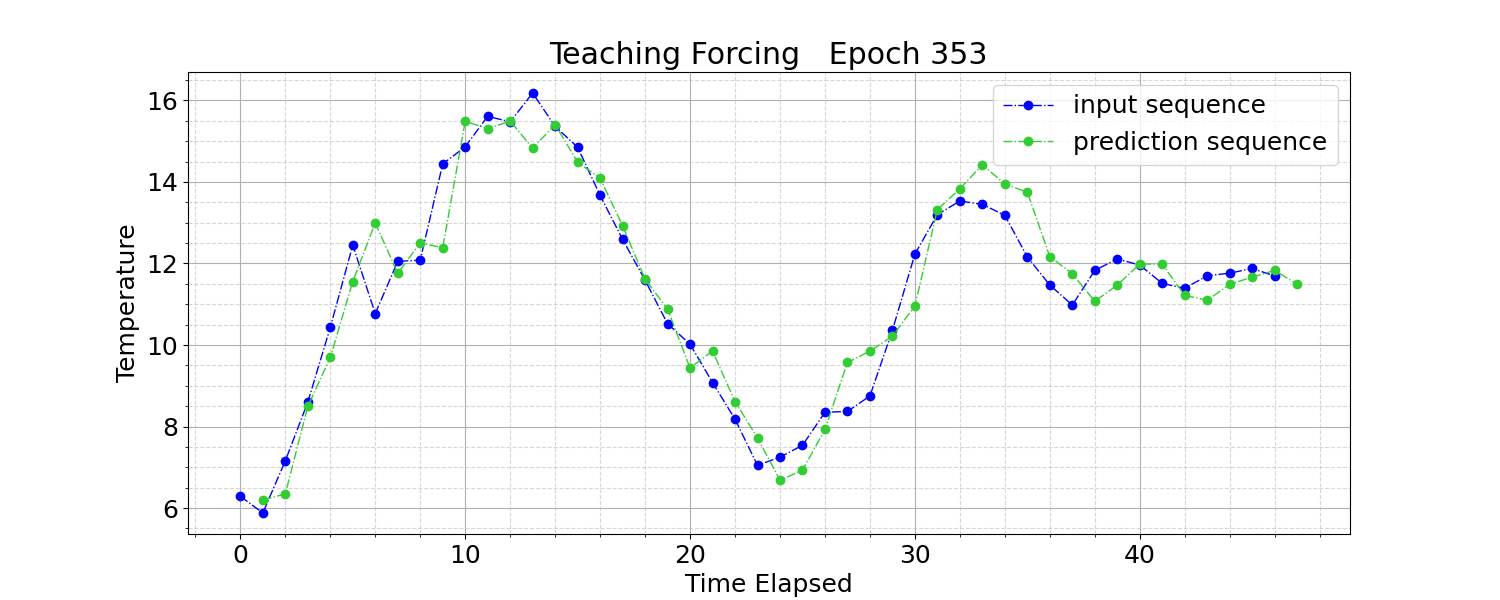 Teaching Forcing   Epoch 353
input sequence
prediction sequence
Temperature
16
14
12
10
8
6
0 10 20 30 40
Time Elapsed